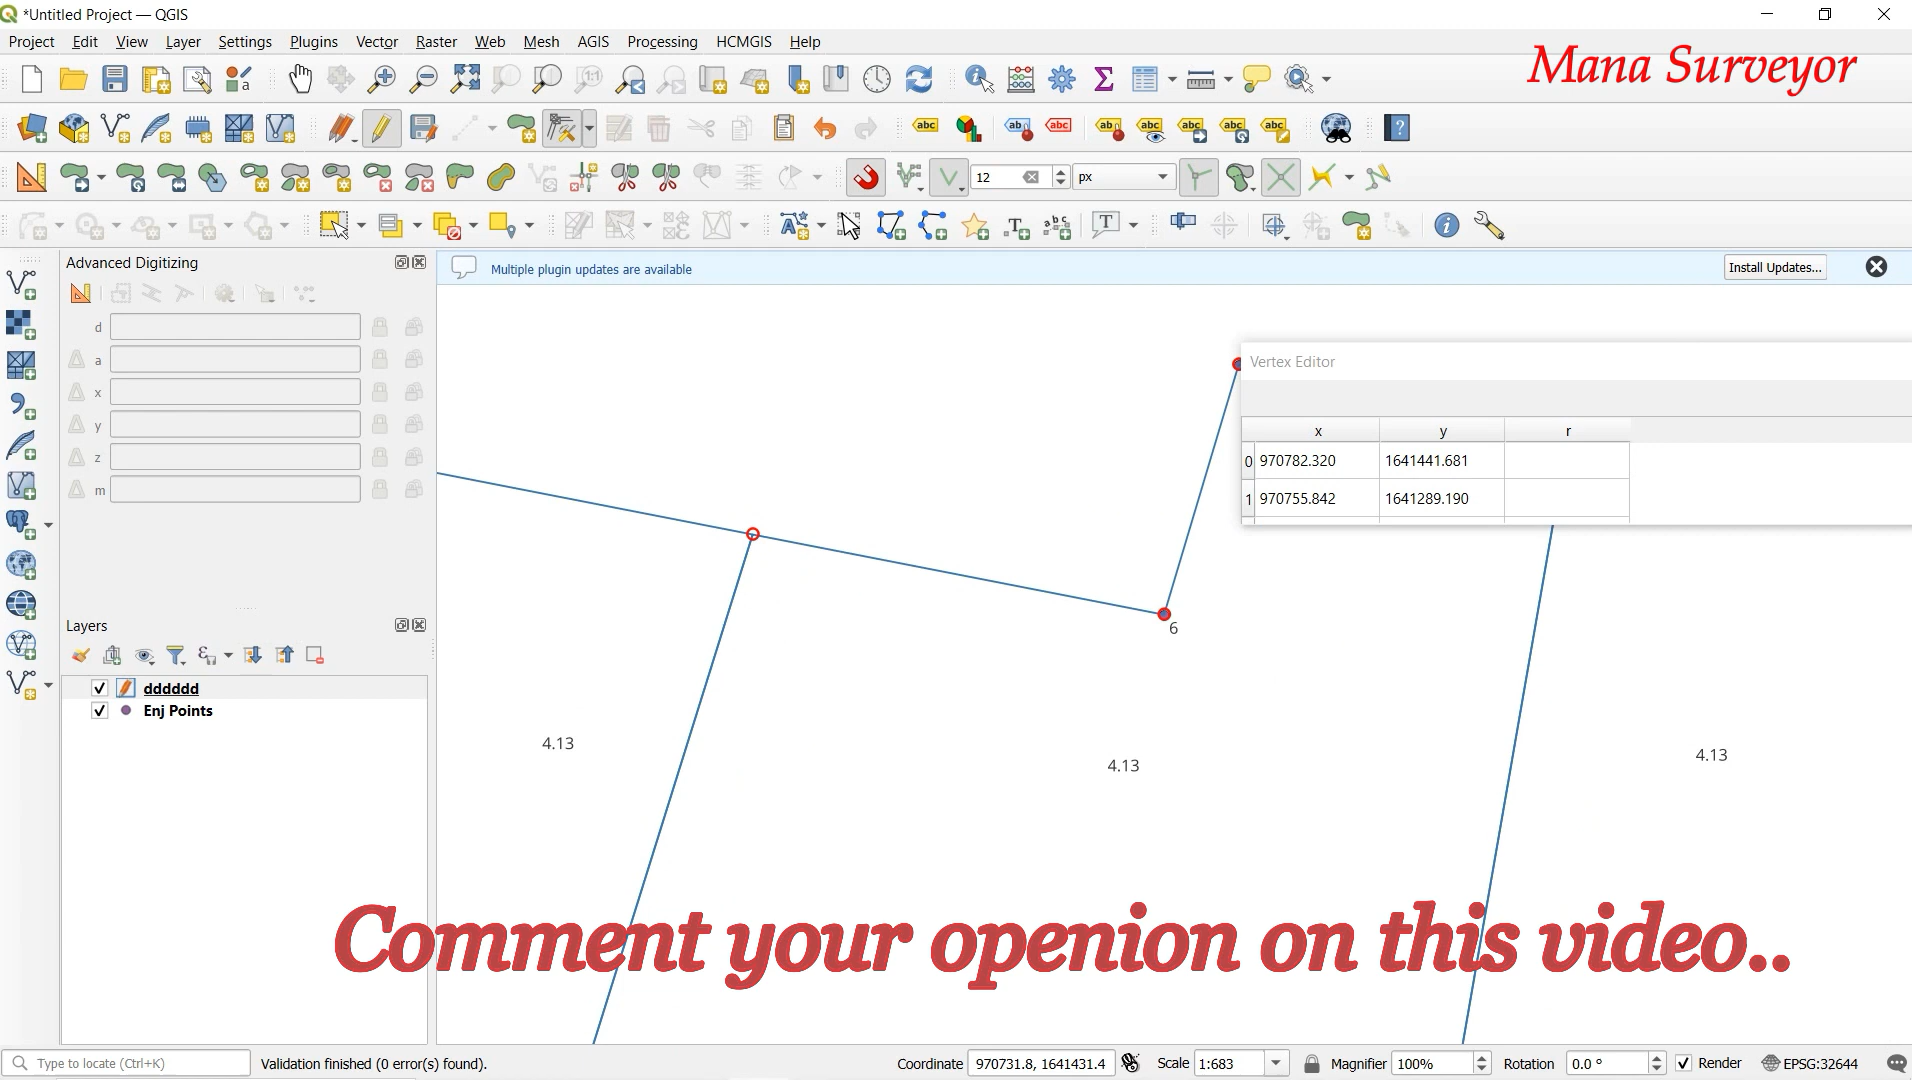 *Untitled Project — QGIS
Project Edit View Layer Settings Plugins Vector Raster Web Mesh AGIS Processing HCMGIS Help
Mana Surveyor
12 px
Advanced Digitizing
Multiple plugin updates are available
Install Updates...
d
a
x
y
z
m
Vertex Editor
x y r
0 970782.320 1641441.681
1 970755.842 1641289.190
6
Layers
dddddd
Enj Points
4.13
4.13
4.13
Comment your openion on this video..
Type to locate (Ctrl+K) Validation finished (0 error(s) found). Coordinate 970731.8, 1641431.4 Scale 1:683 Magnifier 100% Rotation 0.0 ° Render EPSG:32644